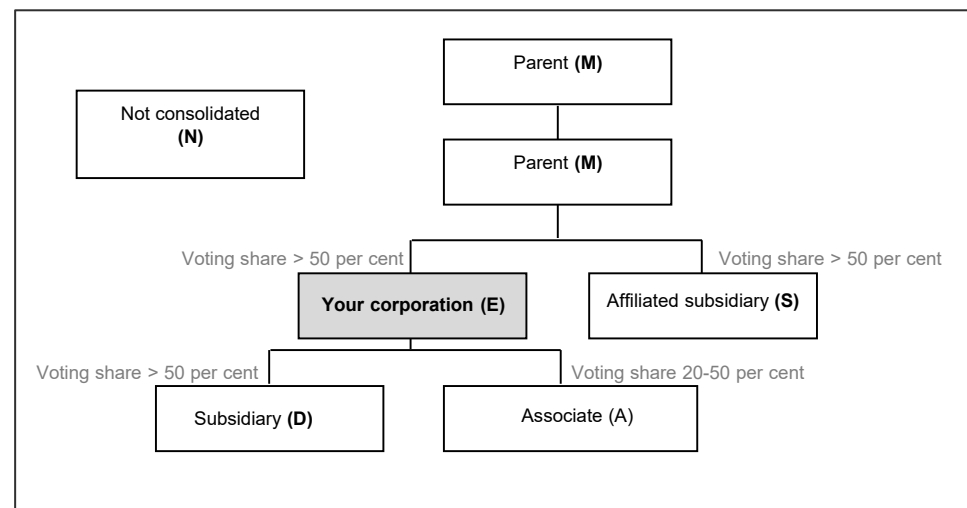 Parent (M)
Not consolidated
(N)
Parent (M)
Voting share > 50 per cent
Voting share > 50 per cent
Your corporation (E)
Affiliated subsidiary (S)
Voting share > 50 per cent
Voting share 20-50 per cent
Subsidiary (D)
Associate (A)